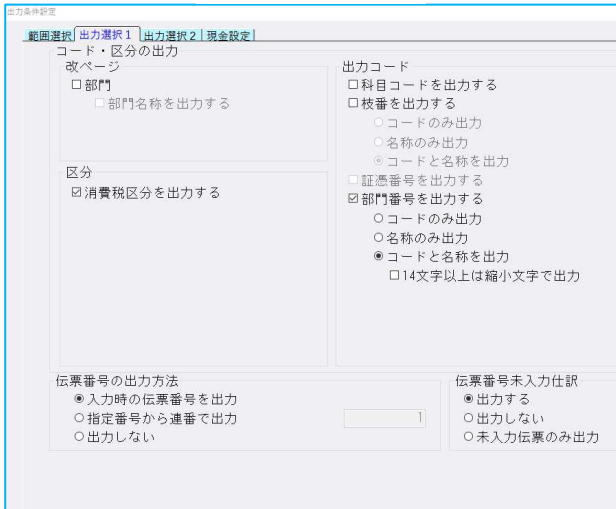 出力条件設定
範囲選択 出力選択1 出力選択2 現金設定
コード・区分の出力
改ページ
部門
部門名称を出力する
区分
消費税区分を出力する
出力コード
科目コードを出力する
枝番を出力する
コードのみ出力
名称のみ出力
コードと名称を出力
証憑番号を出力する
部門番号を出力する
コードのみ出力
名称のみ出力
コードと名称を出力
14文字以上は縮小文字で出力
伝票番号の出力方法
入力時の伝票番号を出力
指定番号から連番で出力 1
出力しない
伝票番号未入力仕訳
出力する
出力しない
未入力伝票のみ出力